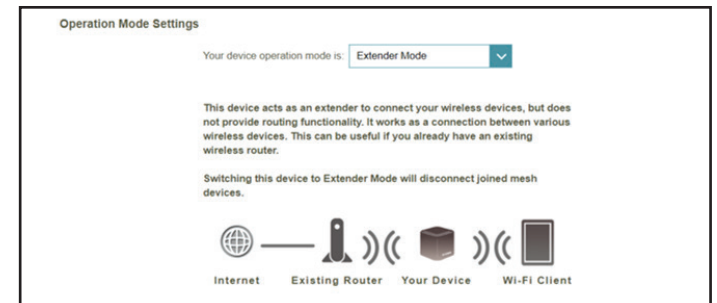 Operation Mode Settings
Your device operation mode is: Extender Mode
This device acts as an extender to connect your wireless devices, but does
not provide routing functionality. It works as a connection between various
wireless devices. This can be useful if you already have an existing
wireless router.
Switching this device to Extender Mode will disconnect joined mesh
devices.
Internet Existing Router Your Device Wi-Fi Client